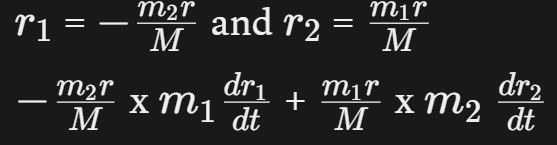 r₁ = −m₂r/M and r₂ = m₁r/M
−m₂r/M x m₁ dr₁/dt + m₁r/M x m₂ dr₂/dt